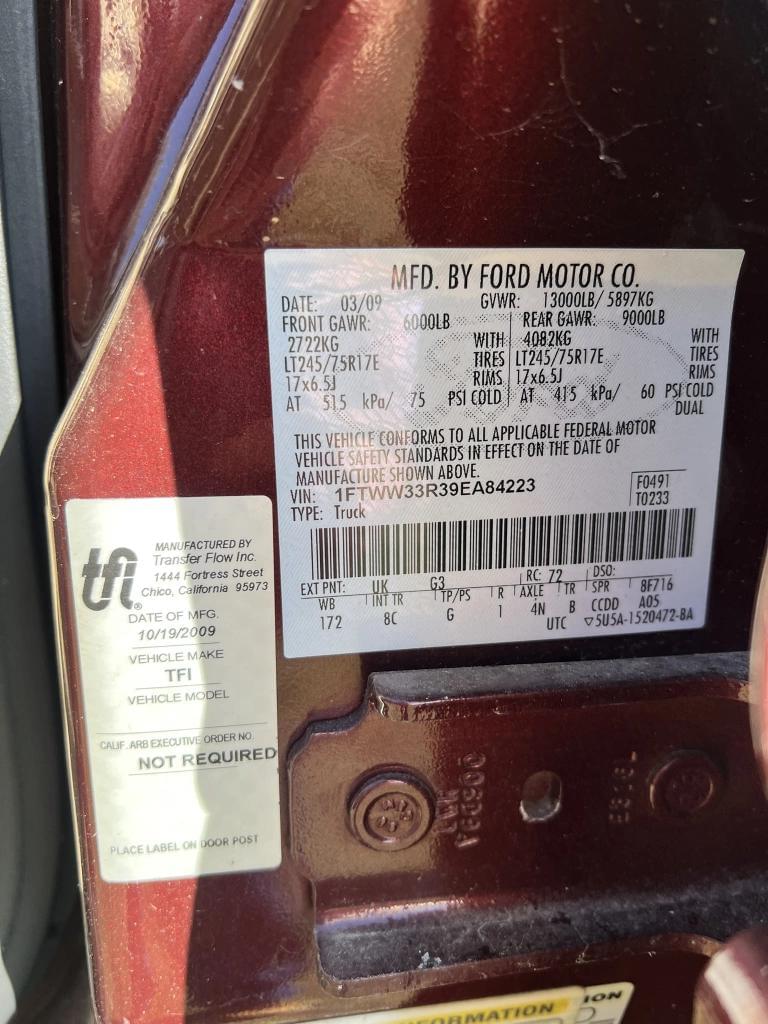 MFD. BY FORD MOTOR CO.
DATE: 03/09 GVWR: 13000LB/ 5897KG
FRONT GAWR: 6000LB REAR GAWR: 9000LB
2722KG WITH 4082KG WITH
LT245/75R17E TIRES LT245/75R17E TIRES
17x6.5J RIMS 17x6.5J RIMS
AT 515 kPa/ 75 PSI COLD AT 415 kPa/ 60 PSI COLD
DUAL
THIS VEHICLE CONFORMS TO ALL APPLICABLE FEDERAL MOTOR
VEHICLE SAFETY STANDARDS IN EFFECT ON THE DATE OF
MANUFACTURE SHOWN ABOVE.
VIN: 1FTWW33R39EA84223 F0491
TYPE: Truck T0233
EXT PNT: UK G3 RC: 72 DSO:
WB INT TR TP/PS R AXLE TR SPR 8F716
172 8C G 1 4N B CCDD A05
UTC ▽5U5A-1520472-BA
tfi®
MANUFACTURED BY
Transfer Flow Inc.
1444 Fortress Street
Chico, California 95973
DATE OF MFG.
10/19/2009
VEHICLE MAKE
TFI
VEHICLE MODEL
CALIF. ARB EXECUTIVE ORDER NO.
NOT REQUIRED
PLACE LABEL ON DOOR POST